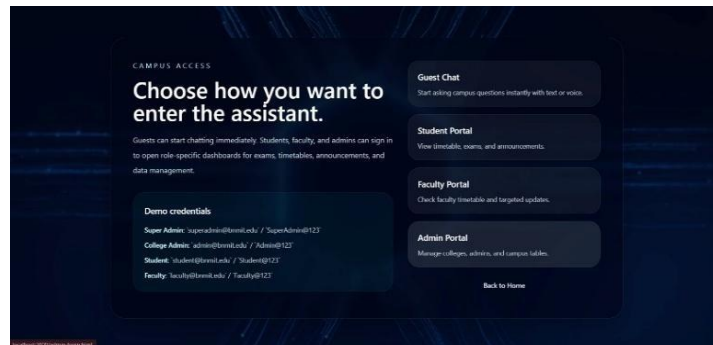 CAMPUS ACCESS
Choose how you want to
enter the assistant.
Guests can start chatting immediately. Students, faculty, and admins can sign in
to open role-specific dashboards for exams, timetables, announcements, and
data management.
Demo credentials
Super Admin: `superadmin@bnmit.edu` / `SuperAdmin@123`
College Admin: `admin@bnmit.edu` / `Admin@123`
Student: `student@bnmit.edu` / `Student@123`
Faculty: `faculty@bnmit.edu` / `Faculty@123`
Guest Chat
Start asking campus questions instantly with text or voice.
Student Portal
View timetable, exams, and announcements.
Faculty Portal
Check faculty timetable and targeted updates.
Admin Portal
Manage colleges, admins, and campus tables.
Back to Home